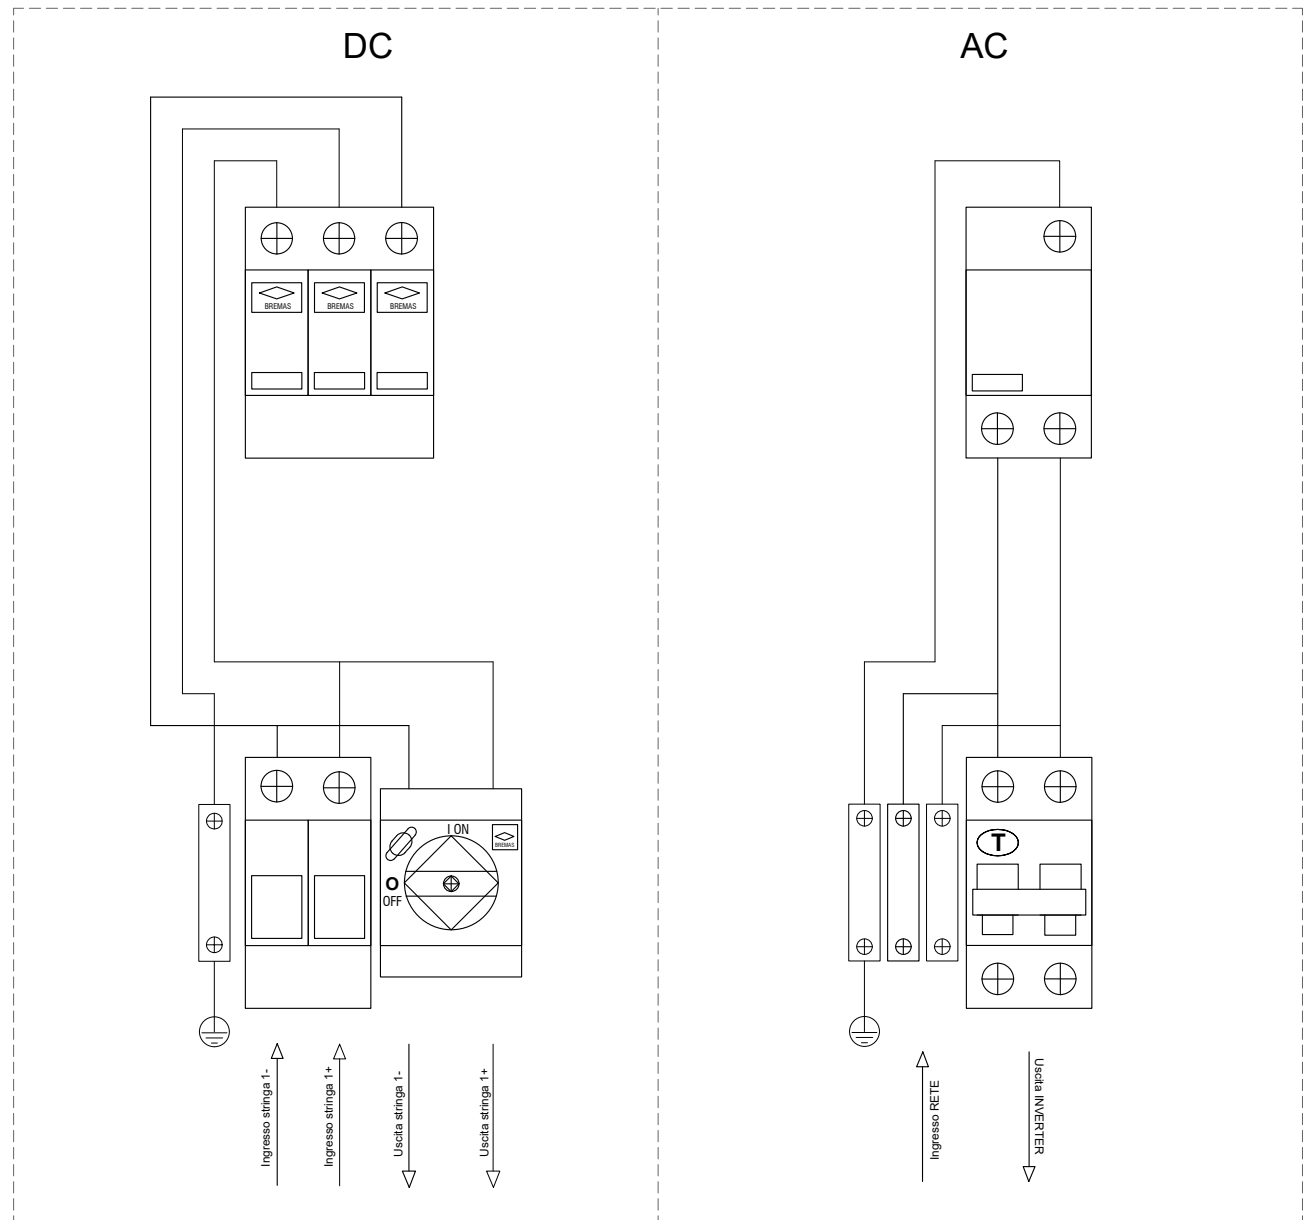 DC
AC
BREMAS
BREMAS
BREMAS
I ON
BREMAS
O
OFF
T
Ingresso stringa 1-
Ingresso stringa 1+
Uscita stringa 1-
Uscita stringa 1+
Ingresso RETE
Uscita INVERTER